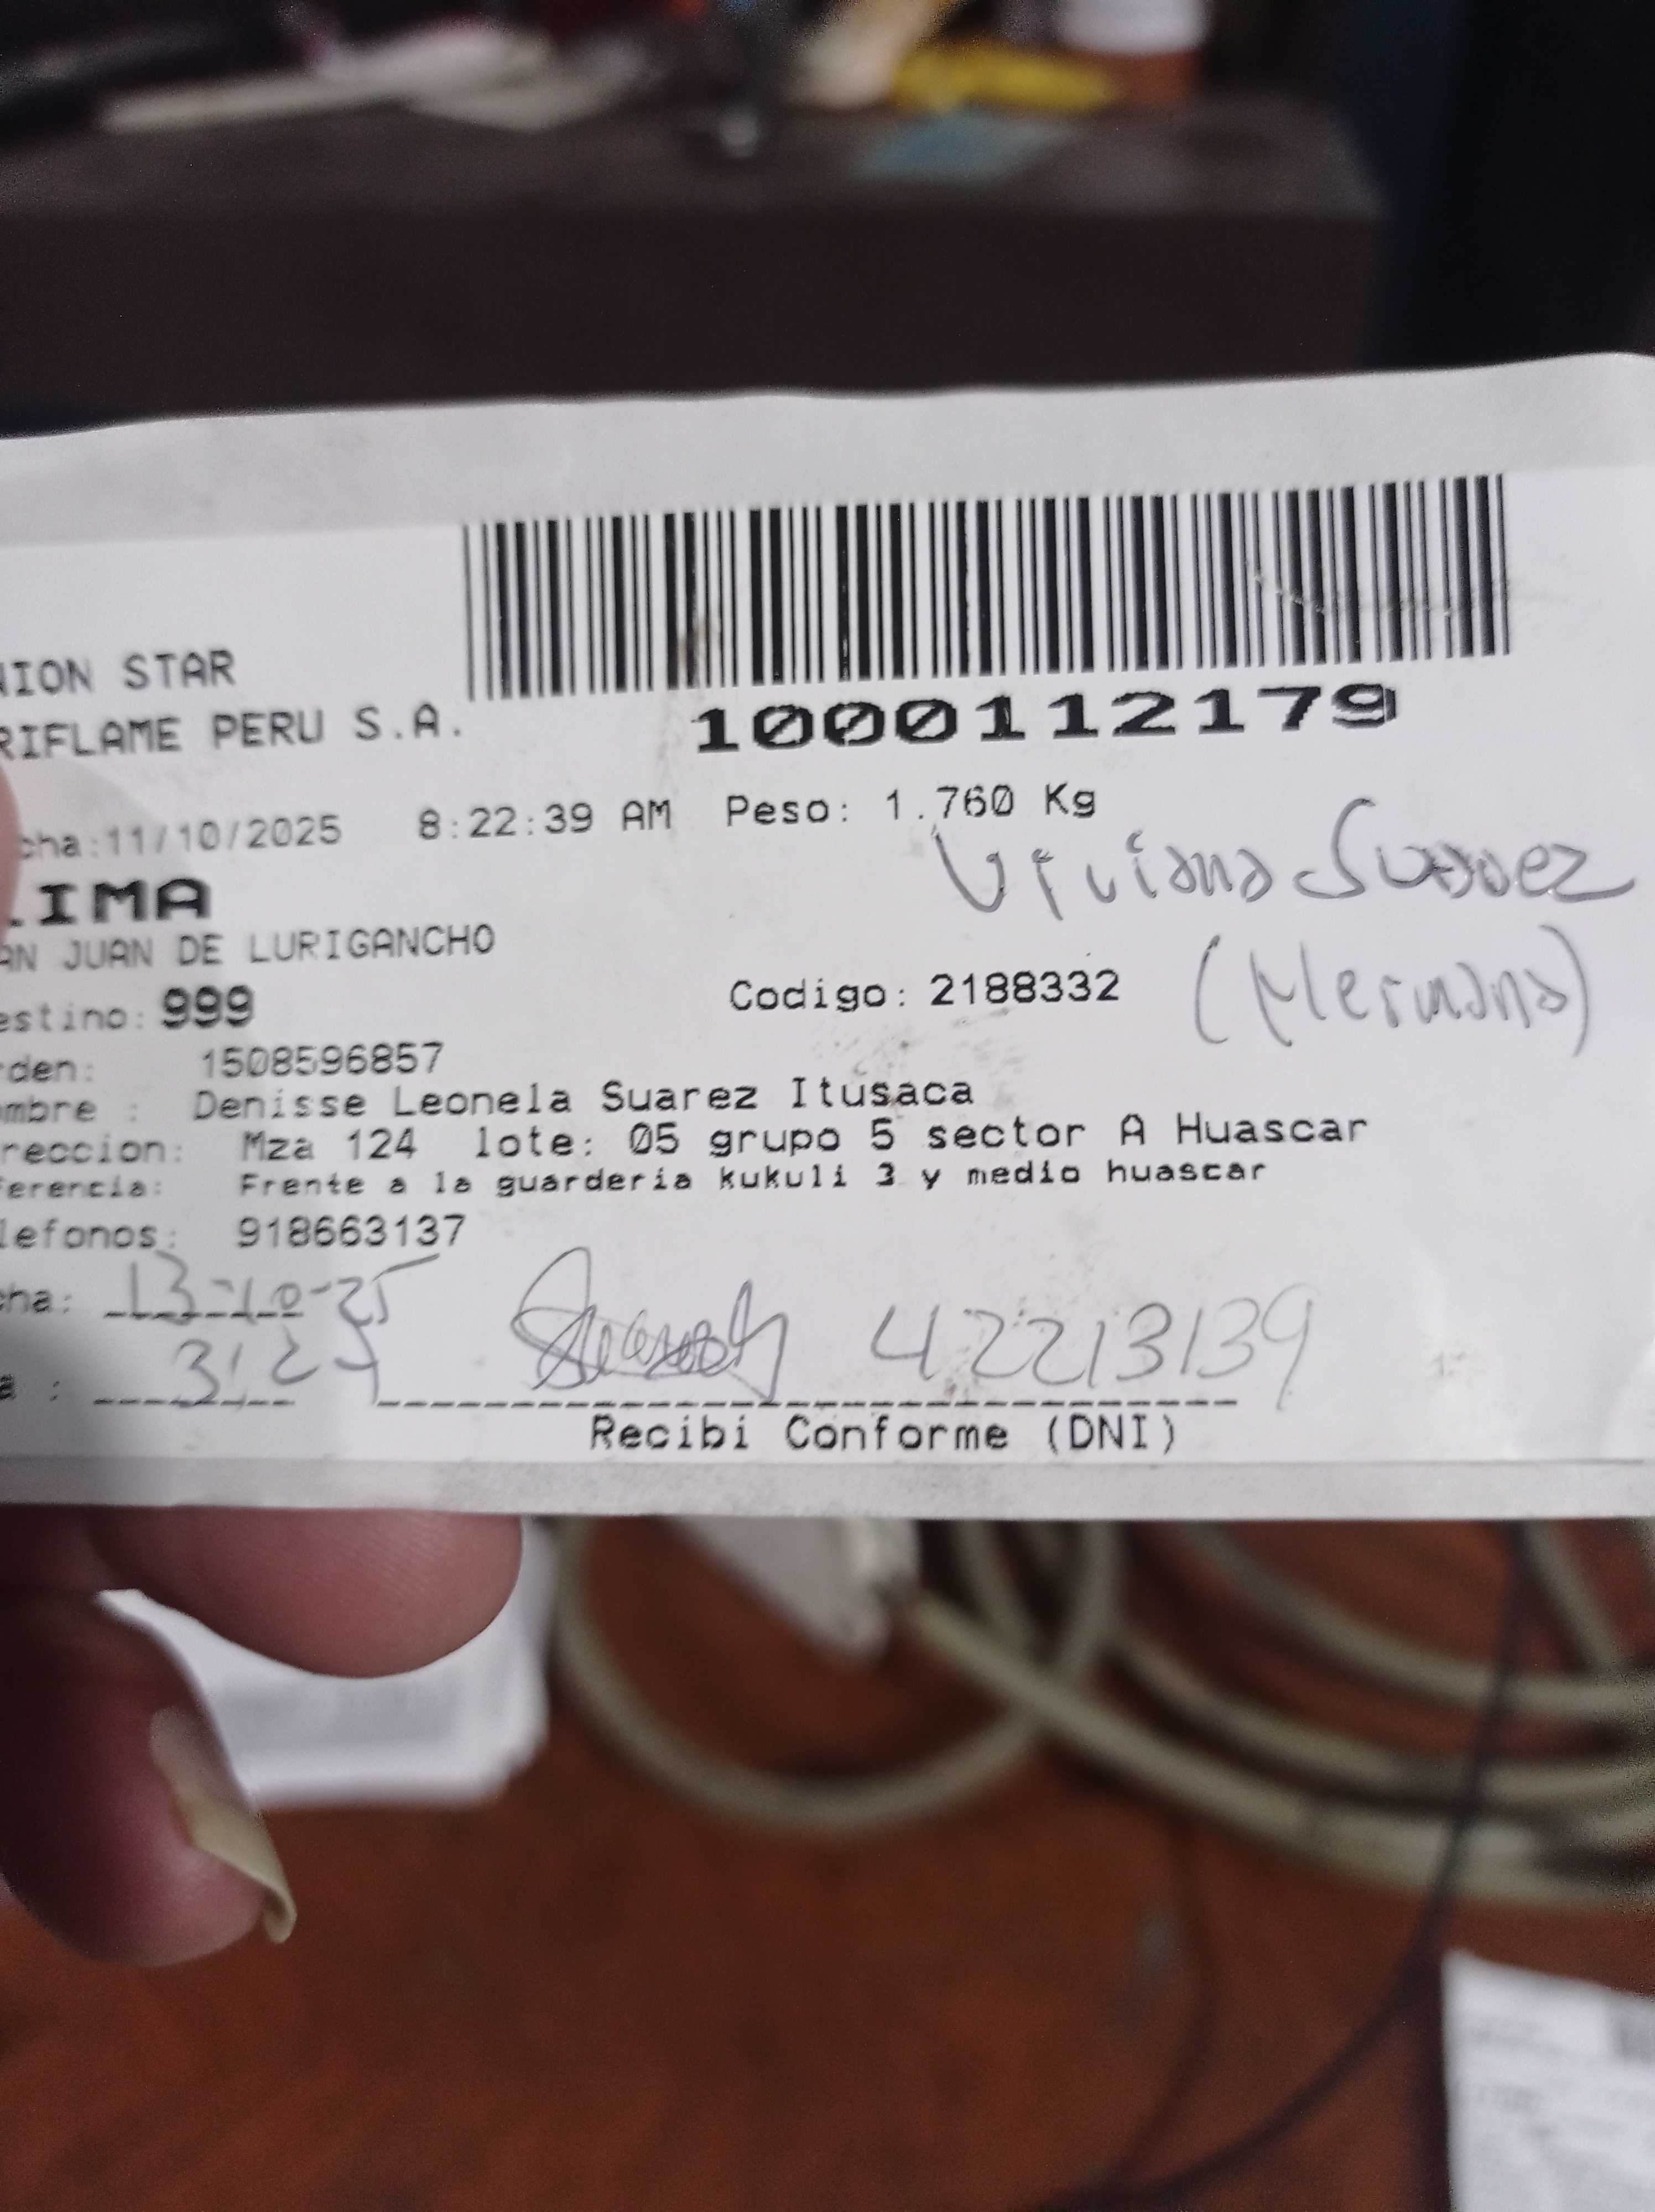 NION STAR
RIFLAME PERU S.A.
1000112179
cha:11/10/2025 8:22:39 AM Peso: 1.760 Kg
Viviana Suarez
LIMA
AN JUAN DE LURIGANCHO
(Hermana)
estino: 999 Codigo: 2188332
rden: 1508596857
ombre : Denisse Leonela Suarez Itusaca
reccion: Mza 124 lote: 05 grupo 5 sector A Huascar
ferencia: Frente a la guarderia kukuli 3 y medio huascar
lefonos: 918663137
cha: 13-10-25
a : 3:25 42213139
Recibi Conforme (DNI)